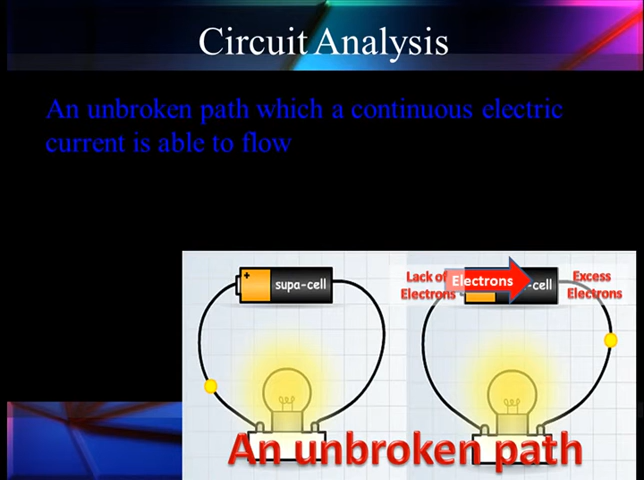 Circuit Analysis
An unbroken path which a continuous electric
current is able to flow
+
supa-cell
Lack of
Electrons
Electrons
-cell
Excess
Electrons
An unbroken path